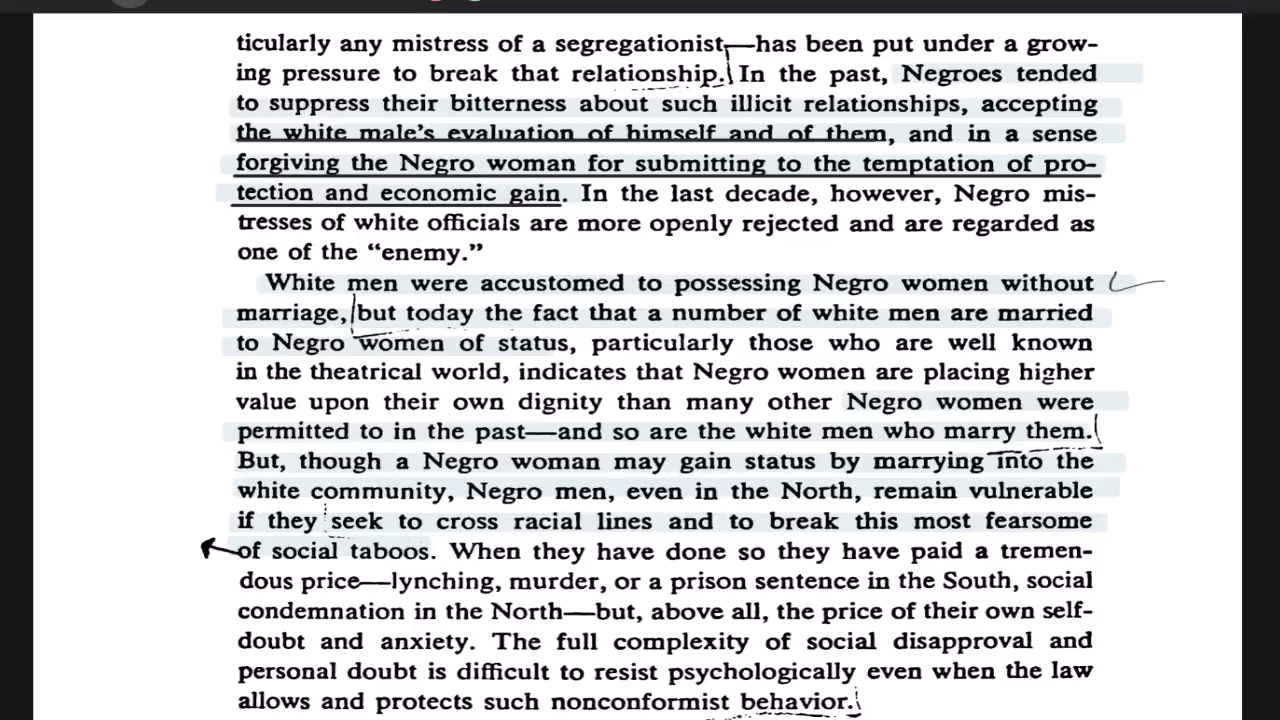 ticularly any mistress of a segregationist—has been put under a grow-
ing pressure to break that relationship. In the past, Negroes tended
to suppress their bitterness about such illicit relationships, accepting
the white male's evaluation of himself and of them, and in a sense
forgiving the Negro woman for submitting to the temptation of pro-
tection and economic gain. In the last decade, however, Negro mis-
tresses of white officials are more openly rejected and are regarded as
one of the “enemy.”
White men were accustomed to possessing Negro women without
marriage, but today the fact that a number of white men are married
to Negro women of status, particularly those who are well known
in the theatrical world, indicates that Negro women are placing higher
value upon their own dignity than many other Negro women were
permitted to in the past—and so are the white men who marry them.
But, though a Negro woman may gain status by marrying into the
white community, Negro men, even in the North, remain vulnerable
if they seek to cross racial lines and to break this most fearsome
of social taboos. When they have done so they have paid a tremen-
dous price—lynching, murder, or a prison sentence in the South, social
condemnation in the North—but, above all, the price of their own self-
doubt and anxiety. The full complexity of social disapproval and
personal doubt is difficult to resist psychologically even when the law
allows and protects such nonconformist behavior.